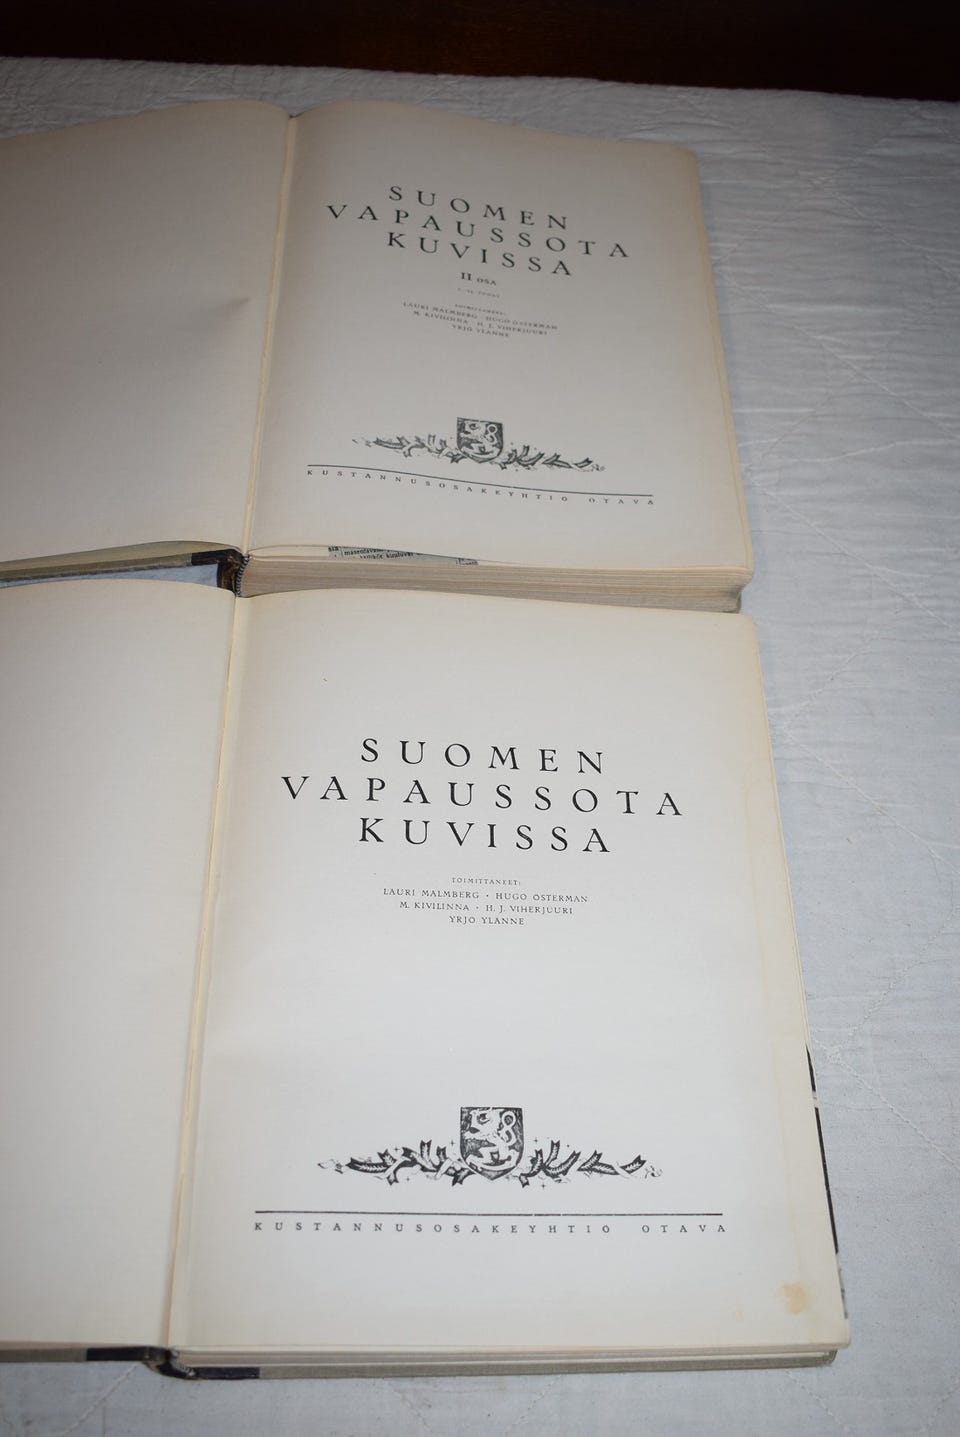 SUOMEN
VAPAUSSOTA
KUVISSA
II OSA
TOIMITTANEET:
LAURI MALMBERG · HUGO ÖSTERMAN
M. KIVILINNA · H. J. VIHERJUURI
YRJÖ YLÄNNE
KUSTANNUSOSAKEYHTIÖ OTAVA
SUOMEN
VAPAUSSOTA
KUVISSA
TOIMITTANEET:
LAURI MALMBERG · HUGO ÖSTERMAN
M. KIVILINNA · H. J. VIHERJUURI
YRJÖ YLÄNNE
KUSTANNUSOSAKEYHTIÖ OTAVA